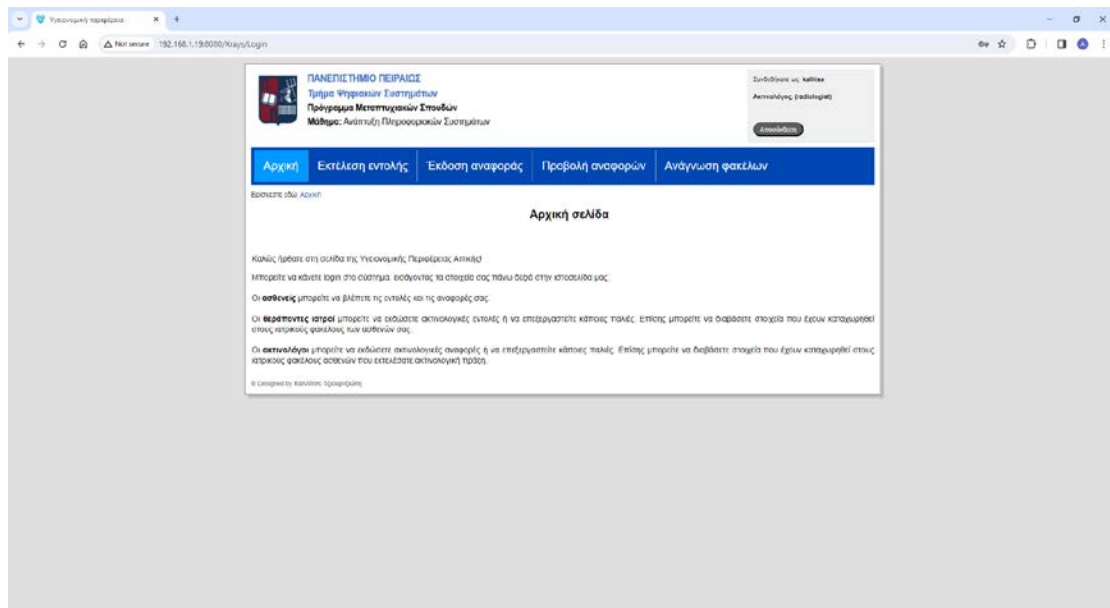 Υγειονομική περιφέρεια
Not secure 192.168.1.19:8080/Xrays/Login
ΠΑΝΕΠΙΣΤΗΜΙΟ ΠΕΙΡΑΙΩΣ
Τμήμα Ψηφιακών Συστημάτων
Πρόγραμμα Μεταπτυχιακών Σπουδών
Μάθημα: Ανάπτυξη Πληροφοριακών Συστημάτων
Συνδεθήκατε ως
Ακτινολόγος, (radiologist)
Αποσύνδεση
Αρχική Εκτέλεση εντολής Έκδοση αναφοράς Προβολή αναφορών Ανάγνωση φακέλων
Βρίσκεστε εδώ: Αρχική
Αρχική σελίδα
Καλώς ήρθατε στη σελίδα της Υγειονομικής Περιφέρειας Αττικής!
Μπορείτε να κάνετε login στο σύστημα, εισάγοντας τα στοιχεία σας πάνω δεξιά στην ιστοσελίδα μας.
Οι ασθενείς μπορείτε να βλέπετε τις εντολές και τις αναφορές σας.
Οι θεράποντες ιατροί μπορείτε να εκδώσετε ακτινολογικές εντολές ή να επεξεργαστείτε κάποιες παλιές. Επίσης μπορείτε να διαβάσετε στοιχεία που έχουν καταχωρηθεί
στους ιατρικούς φακέλους των ασθενών σας.
Οι ακτινολόγοι μπορείτε να εκδώσετε ακτινολογικές αναφορές ή να επεξεργαστείτε κάποιες παλιές. Επίσης μπορείτε να διαβάσετε στοιχεία που έχουν καταχωρηθεί στους
ιατρικούς φακέλους ασθενών που εκτελέσατε ακτινολογική πράξη.
© Designed by